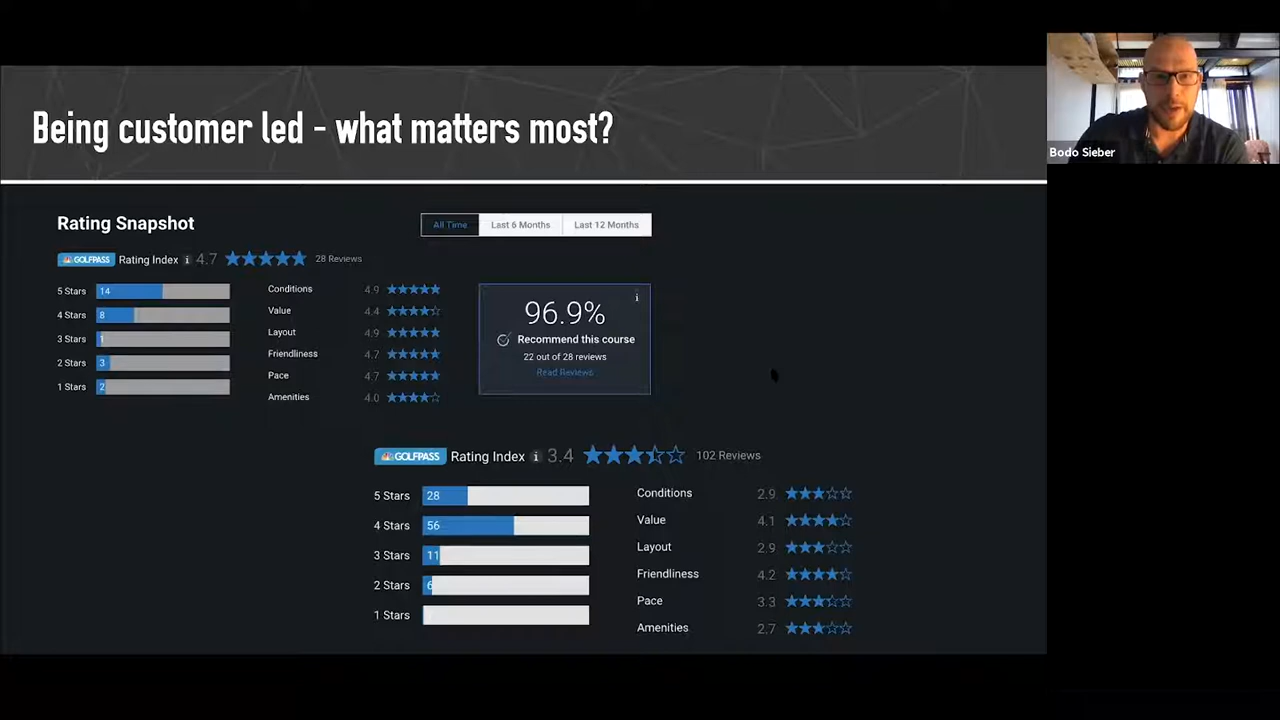 Being customer led - what matters most?
Bodo Sieber
Rating Snapshot
All Time Last 6 Months Last 12 Months
GOLFPASS Rating Index i 4.7 28 Reviews
5 Stars 14
4 Stars 8
3 Stars 1
2 Stars 3
1 Stars 2
Conditions 4.9
Value 4.4
Layout 4.9
Friendliness 4.7
Pace 4.7
Amenities 4.0
i
96.9%
Recommend this course
22 out of 28 reviews
Read Reviews
GOLFPASS Rating Index i 3.4 102 Reviews
5 Stars 28
4 Stars 56
3 Stars 11
2 Stars 6
1 Stars
Conditions 2.9
Value 4.1
Layout 2.9
Friendliness 4.2
Pace 3.3
Amenities 2.7